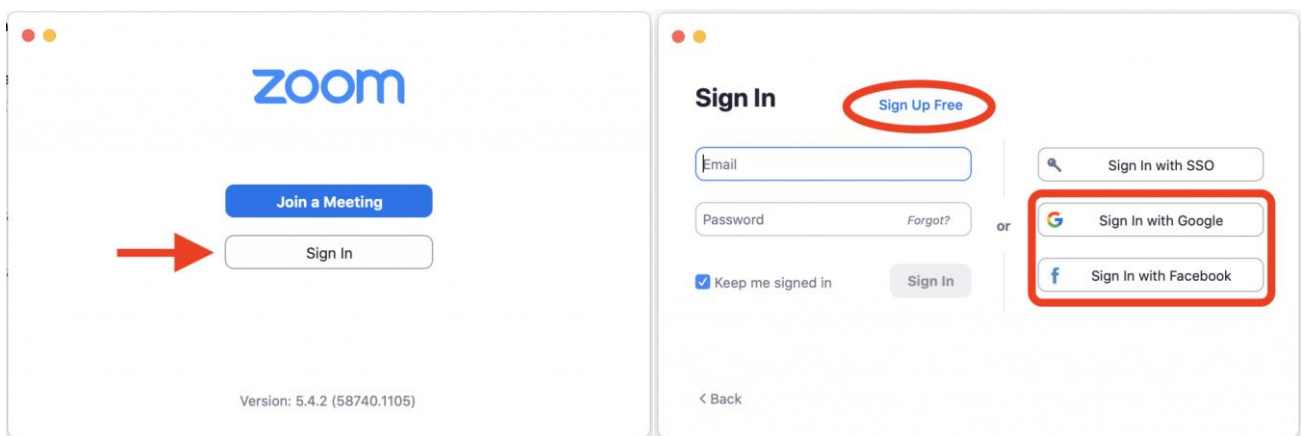 zoom
Join a Meeting
Sign In
Version: 5.4.2 (58740.1105)
Sign In
Sign Up Free
Email
Password
Forgot?
Keep me signed in
Sign In
or
Sign In with SSO
Sign In with Google
Sign In with Facebook
< Back